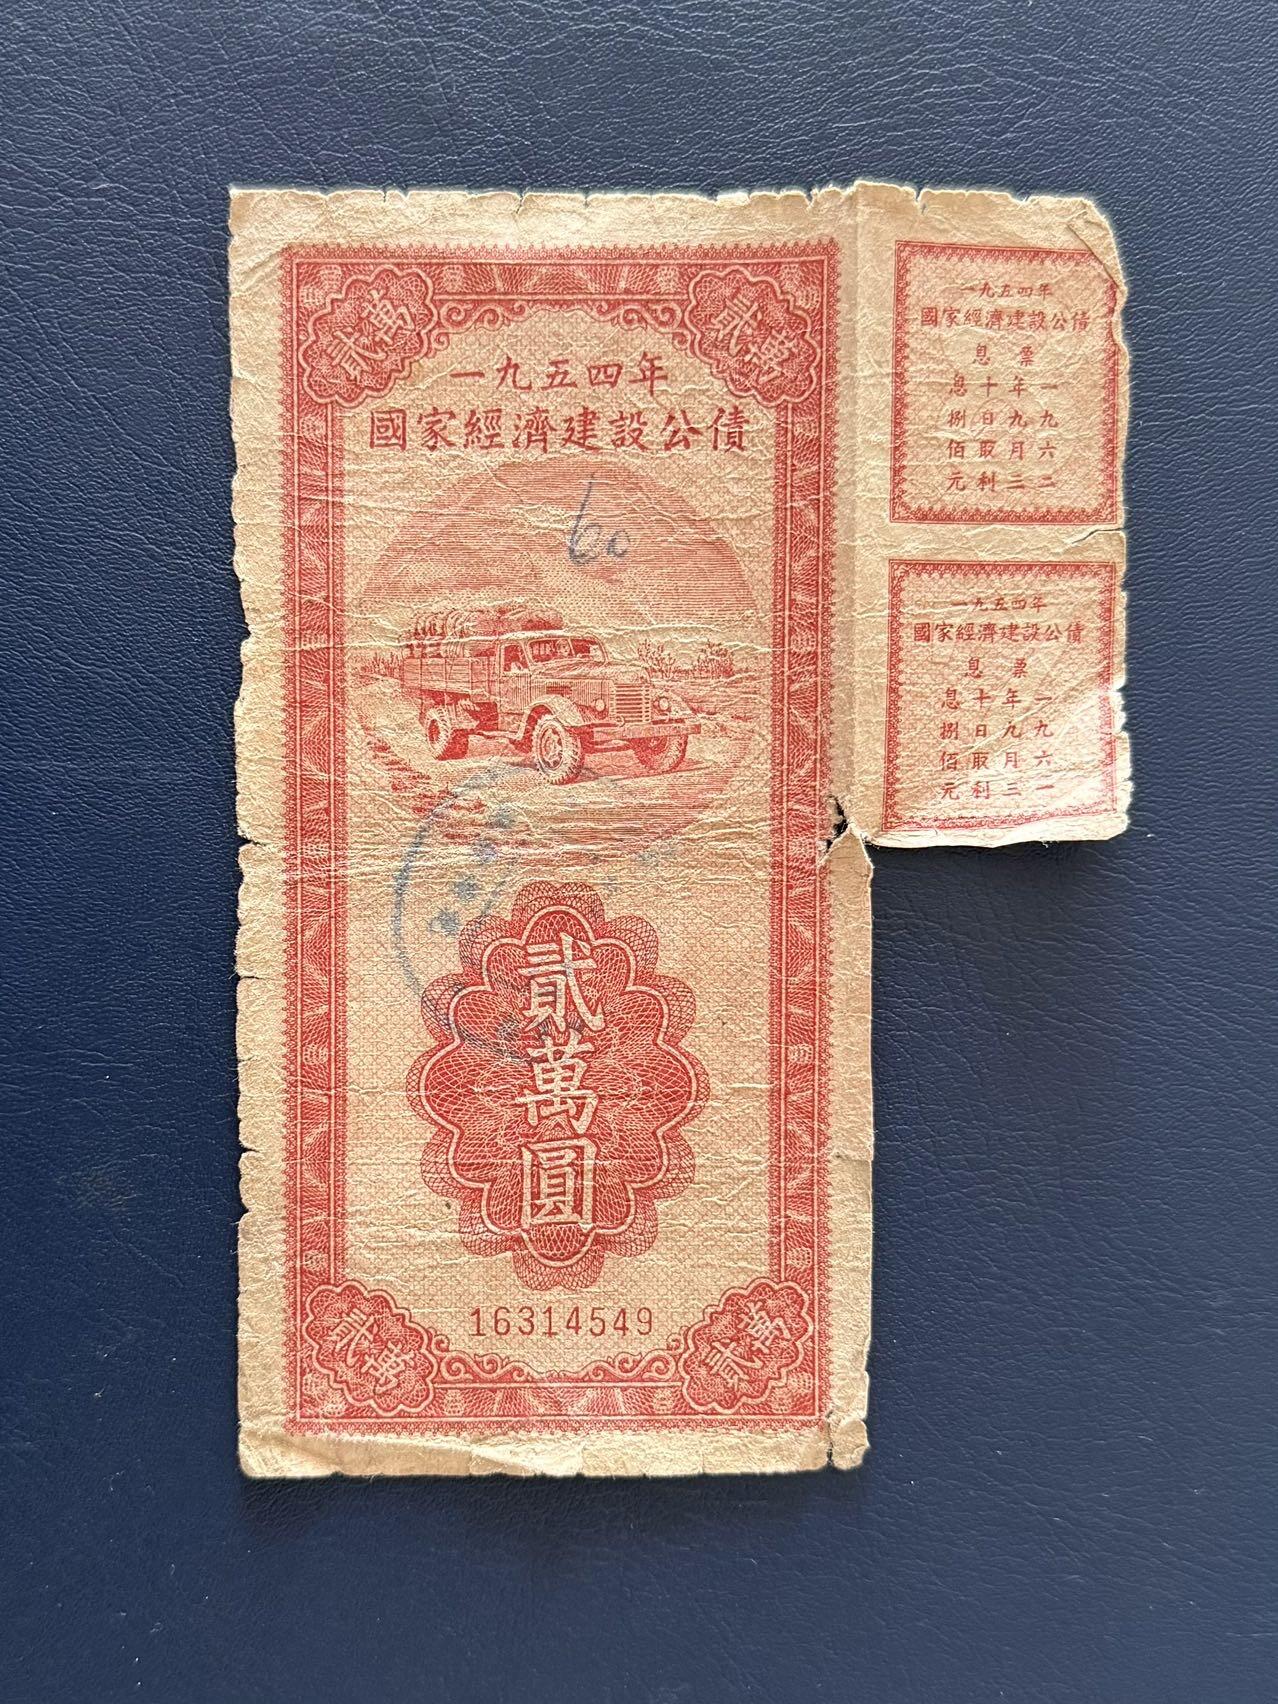 貳萬
貳萬
一九五四年
國家經濟建設公債
60
貳萬圓
16314549
貳萬
貳萬
一九五四年
國家經濟建設公債
息票
一九六二
年九月三
十日取利
息捌佰元
一九五四年
國家經濟建設公債
息票
一九六一
年九月三
十日取利
息捌佰元